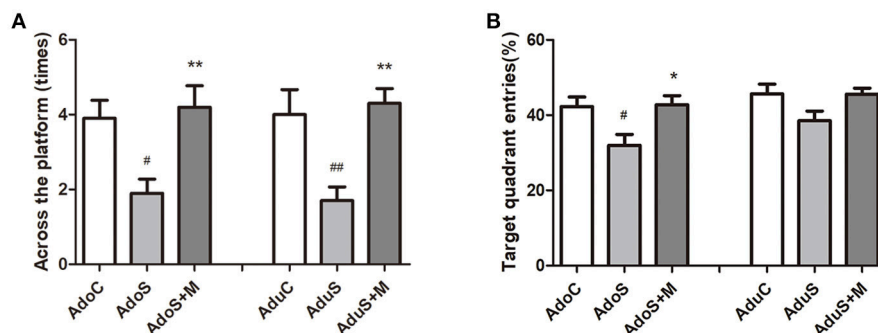 A
Across the platform (times)
6
4
2
0
**
**
#
##
AdoC
AdoS
AdoS+M
AduC
AduS
AduS+M
B
Target quadrant entries(%)
60
40
20
0
*
#
AdoC
AdoS
AdoS+M
AduC
AduS
AduS+M